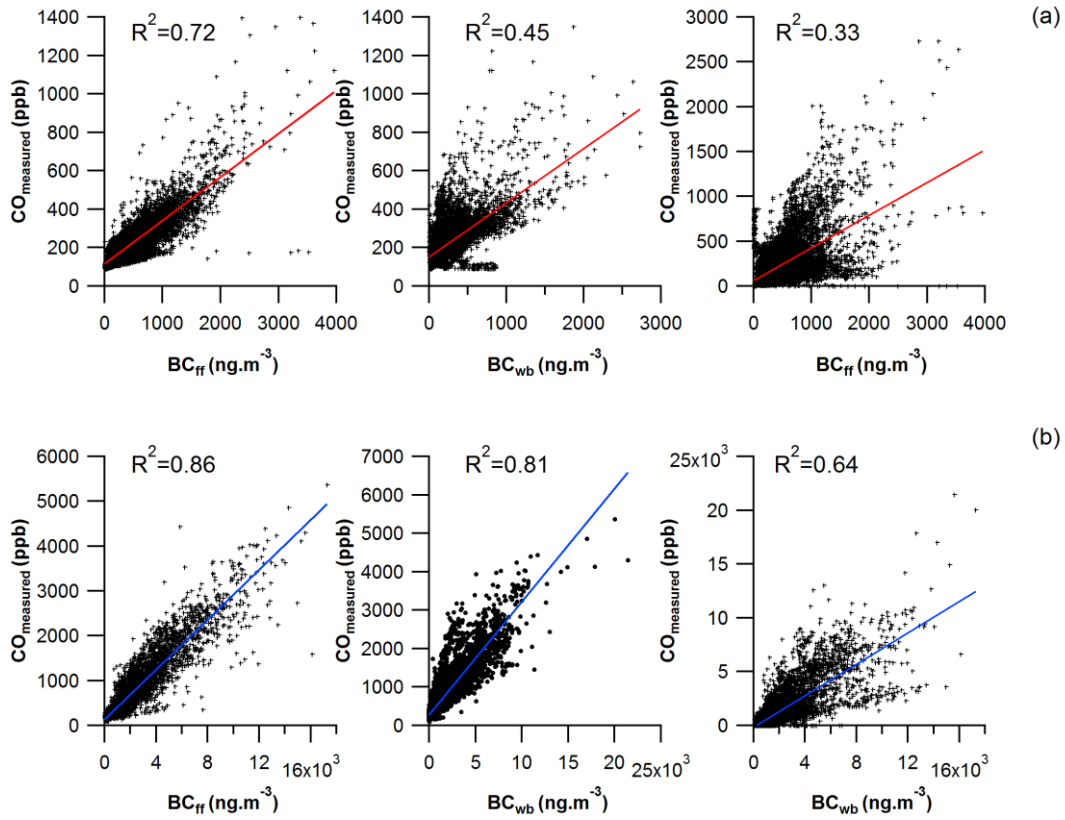 (a)
R²=0.72
CO_measured (ppb)
1400
1200
1000
800
600
400
200
0
0 1000 2000 3000 4000
BC_ff (ng.m⁻³)
R²=0.45
CO_measured (ppb)
1400
1200
1000
800
600
400
200
0
0 1000 2000 3000
BC_wb (ng.m⁻³)
R²=0.33
CO_measured (ppb)
3000
2500
2000
1500
1000
500
0
0 1000 2000 3000 4000
BC_ff (ng.m⁻³)
(b)
R²=0.86
CO_measured (ppb)
6000
5000
4000
3000
2000
1000
0
0 4 8 12 16x10³
BC_ff (ng.m⁻³)
R²=0.81
CO_measured (ppb)
7000
6000
5000
4000
3000
2000
1000
0
0 5 10 15 20 25x10³
BC_wb (ng.m⁻³)
R²=0.64
CO_measured (ppb)
25x10³
20
15
10
5
0
0 4 8 12 16x10³
BC_wb (ng.m⁻³)